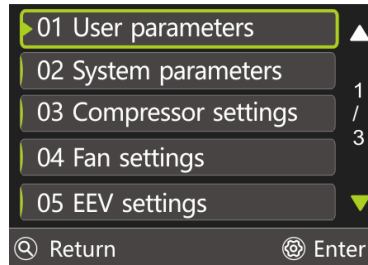 01 User parameters
02 System parameters
03 Compressor settings
04 Fan settings
05 EEV settings
1
/
3
Return Enter